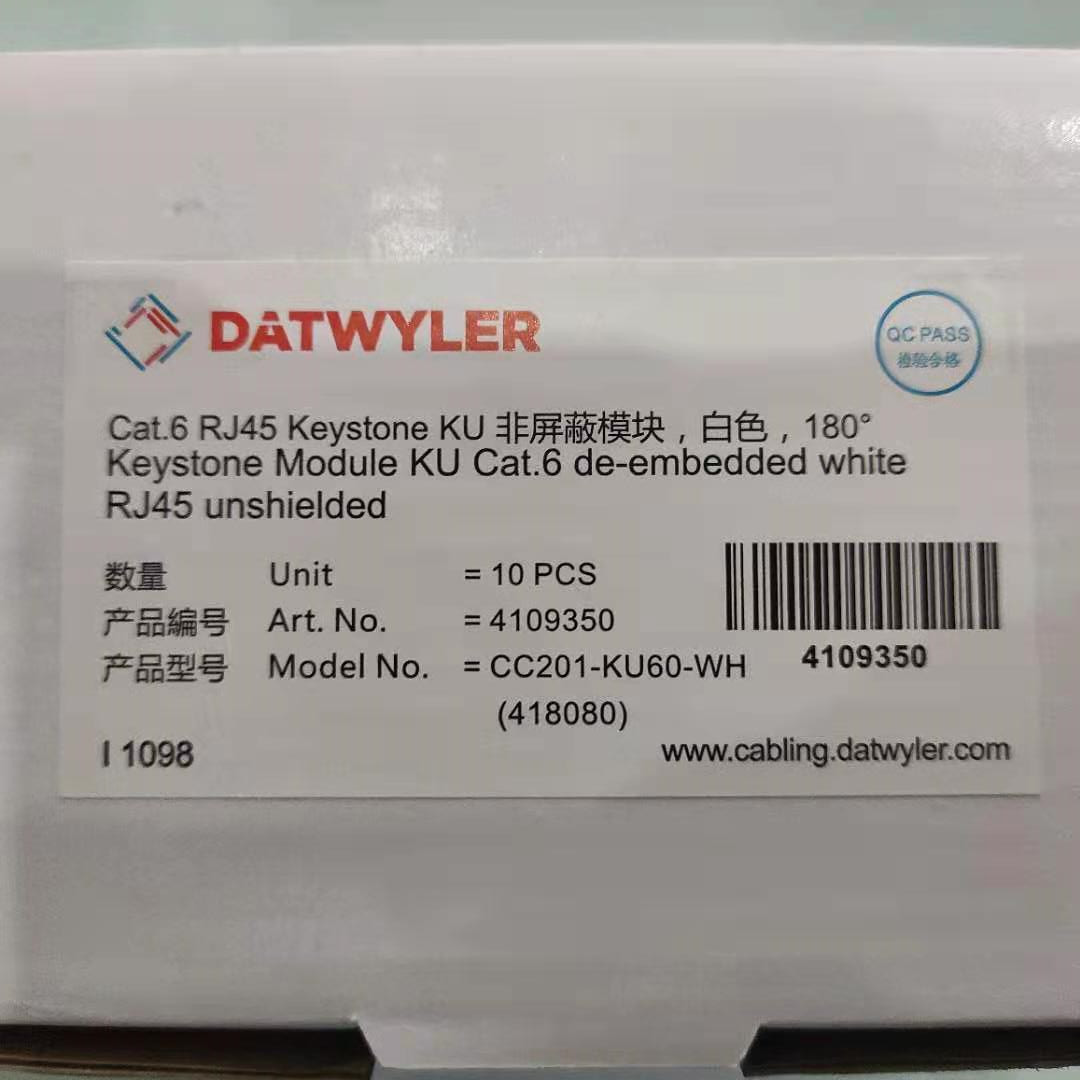 DATWYLER
QC PASS
检验合格
Cat.6 RJ45 Keystone KU 非屏蔽模块，白色，180°
Keystone Module KU Cat.6 de-embedded white
RJ45 unshielded
数量 Unit = 10 PCS
产品编号 Art. No. = 4109350
产品型号 Model No. = CC201-KU60-WH
(418080)
4109350
I 1098
www.cabling.datwyler.com